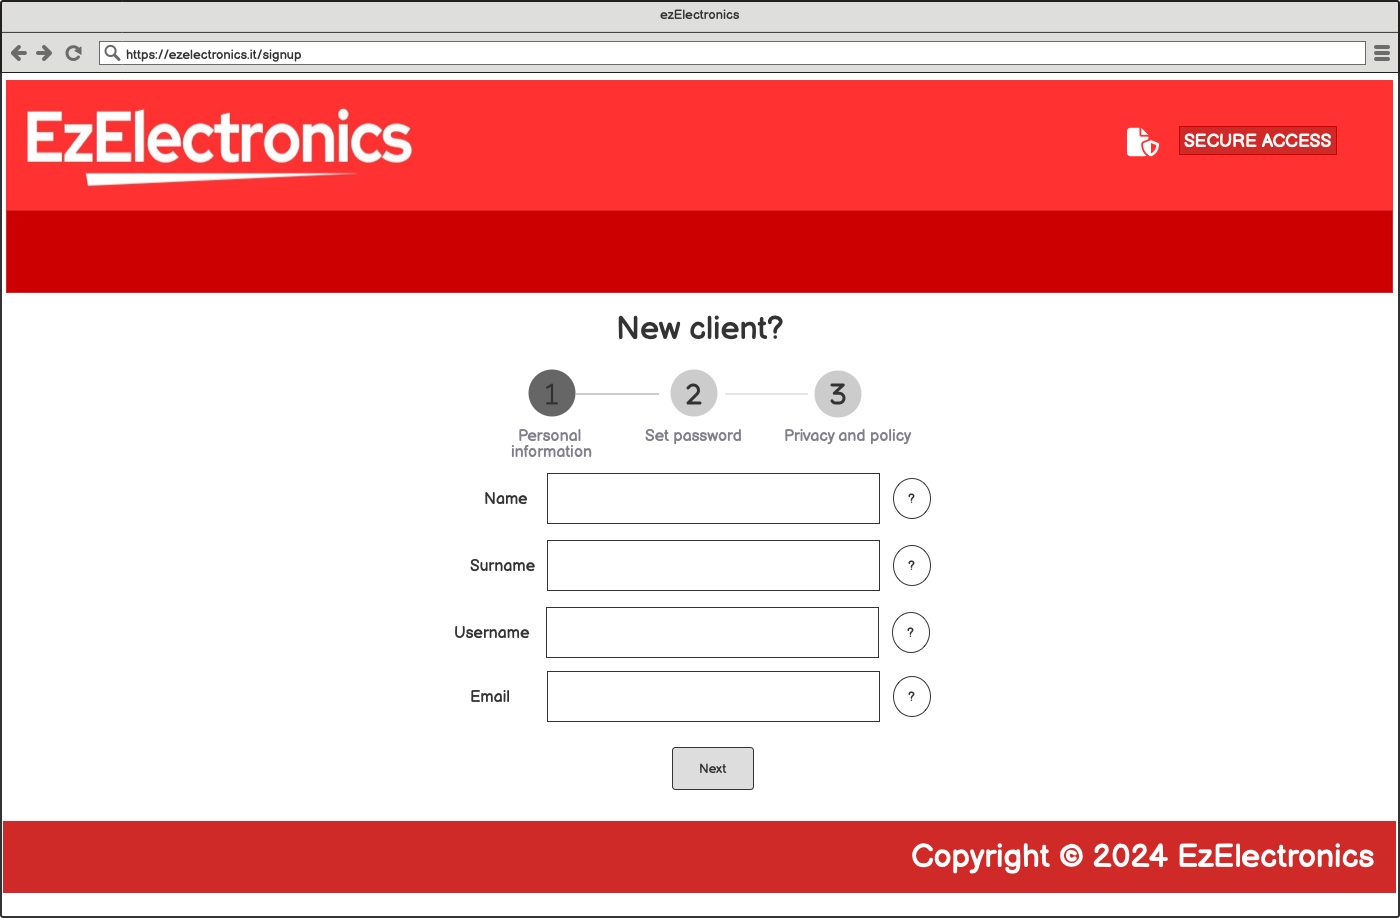 ezElectronics
https://ezelectronics.it/signup
EzElectronics
SECURE ACCESS
New client?
1
2
3
Personal
information
Set password
Privacy and policy
Name
?
Surname
?
Username
?
Email
?
Next
Copyright © 2024 EzElectronics